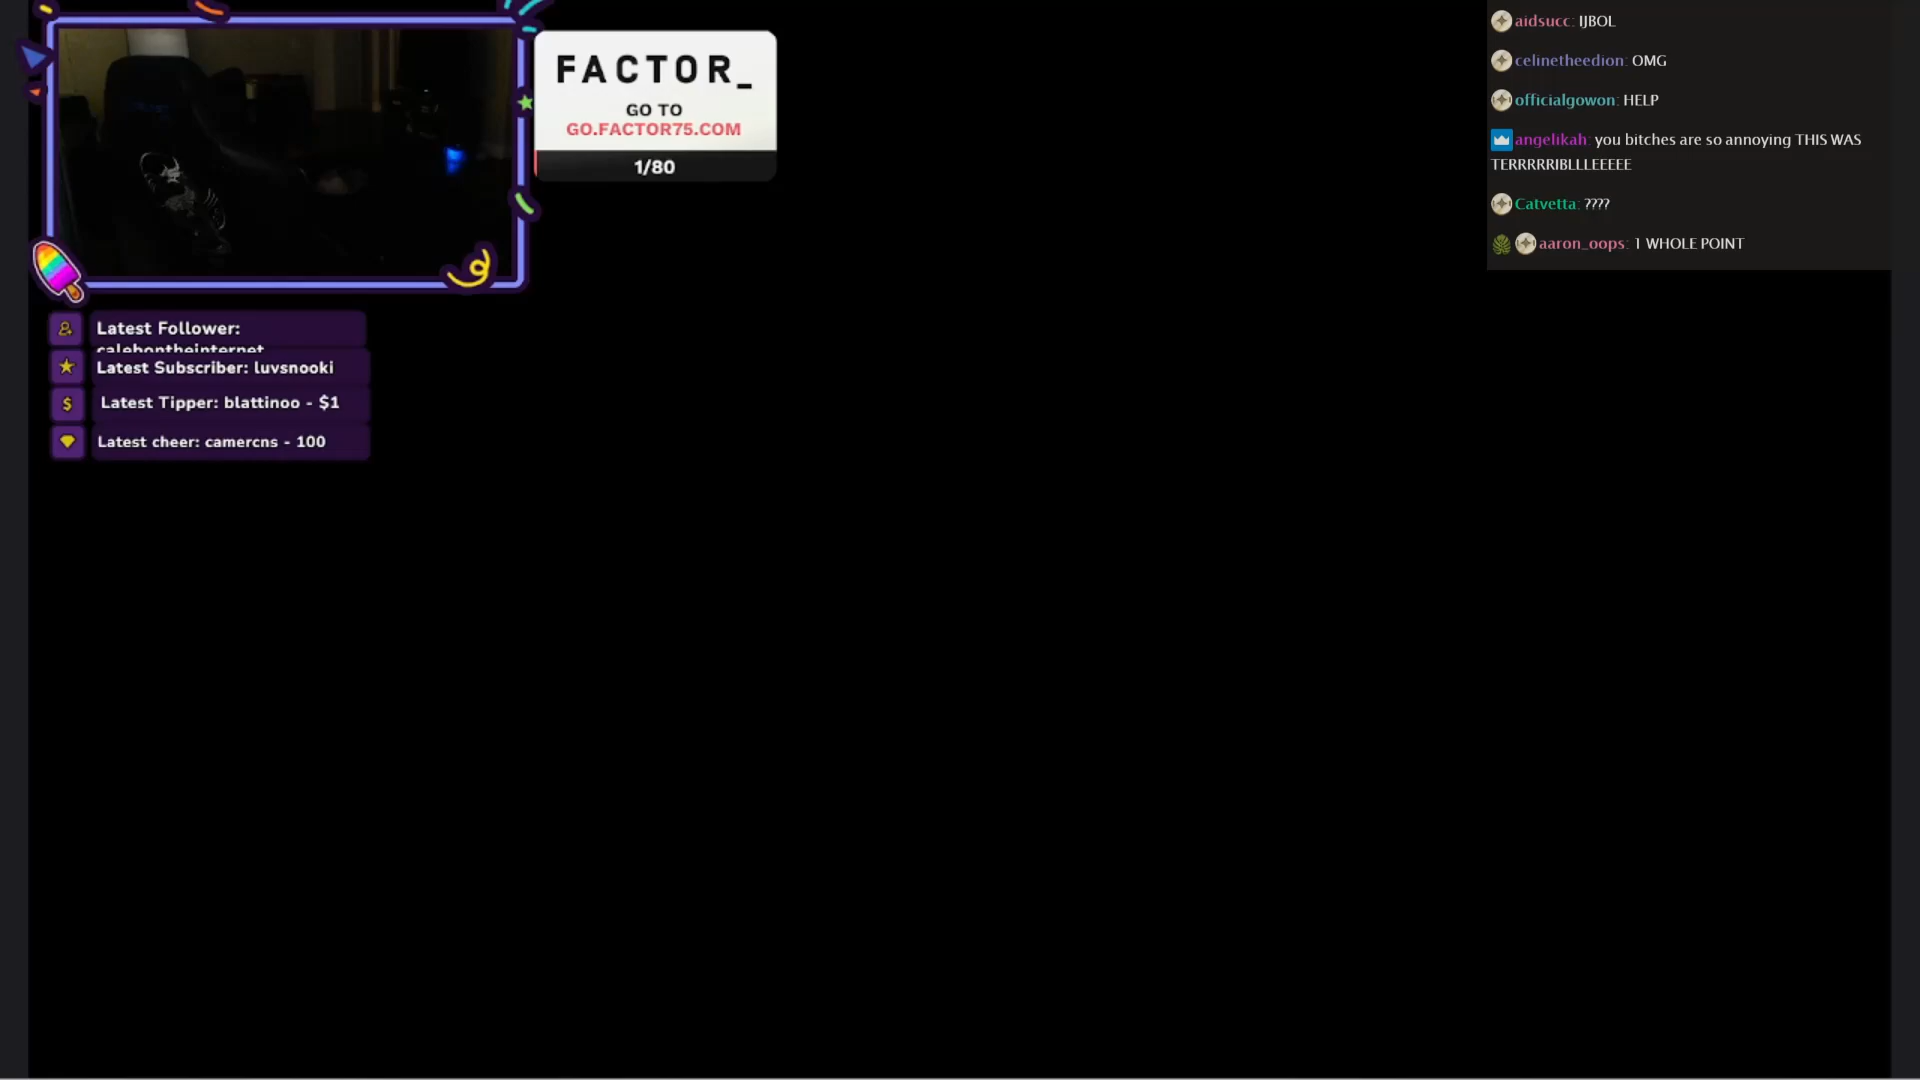 FACTOR_
GO TO
GO.FACTOR75.COM
1/80
Latest Follower:
calebontheinternet
Latest Subscriber: luvsnooki
Latest Tipper: blattinoo - $1
Latest cheer: camercns - 100
aidsucc: IJBOL
celinetheedion: OMG
officialgowon: HELP
angelikah: you bitches are so annoying THIS WAS
TERRRRRIBLLLEEEEE
Catvetta: ????
aaron_oops: 1 WHOLE POINT